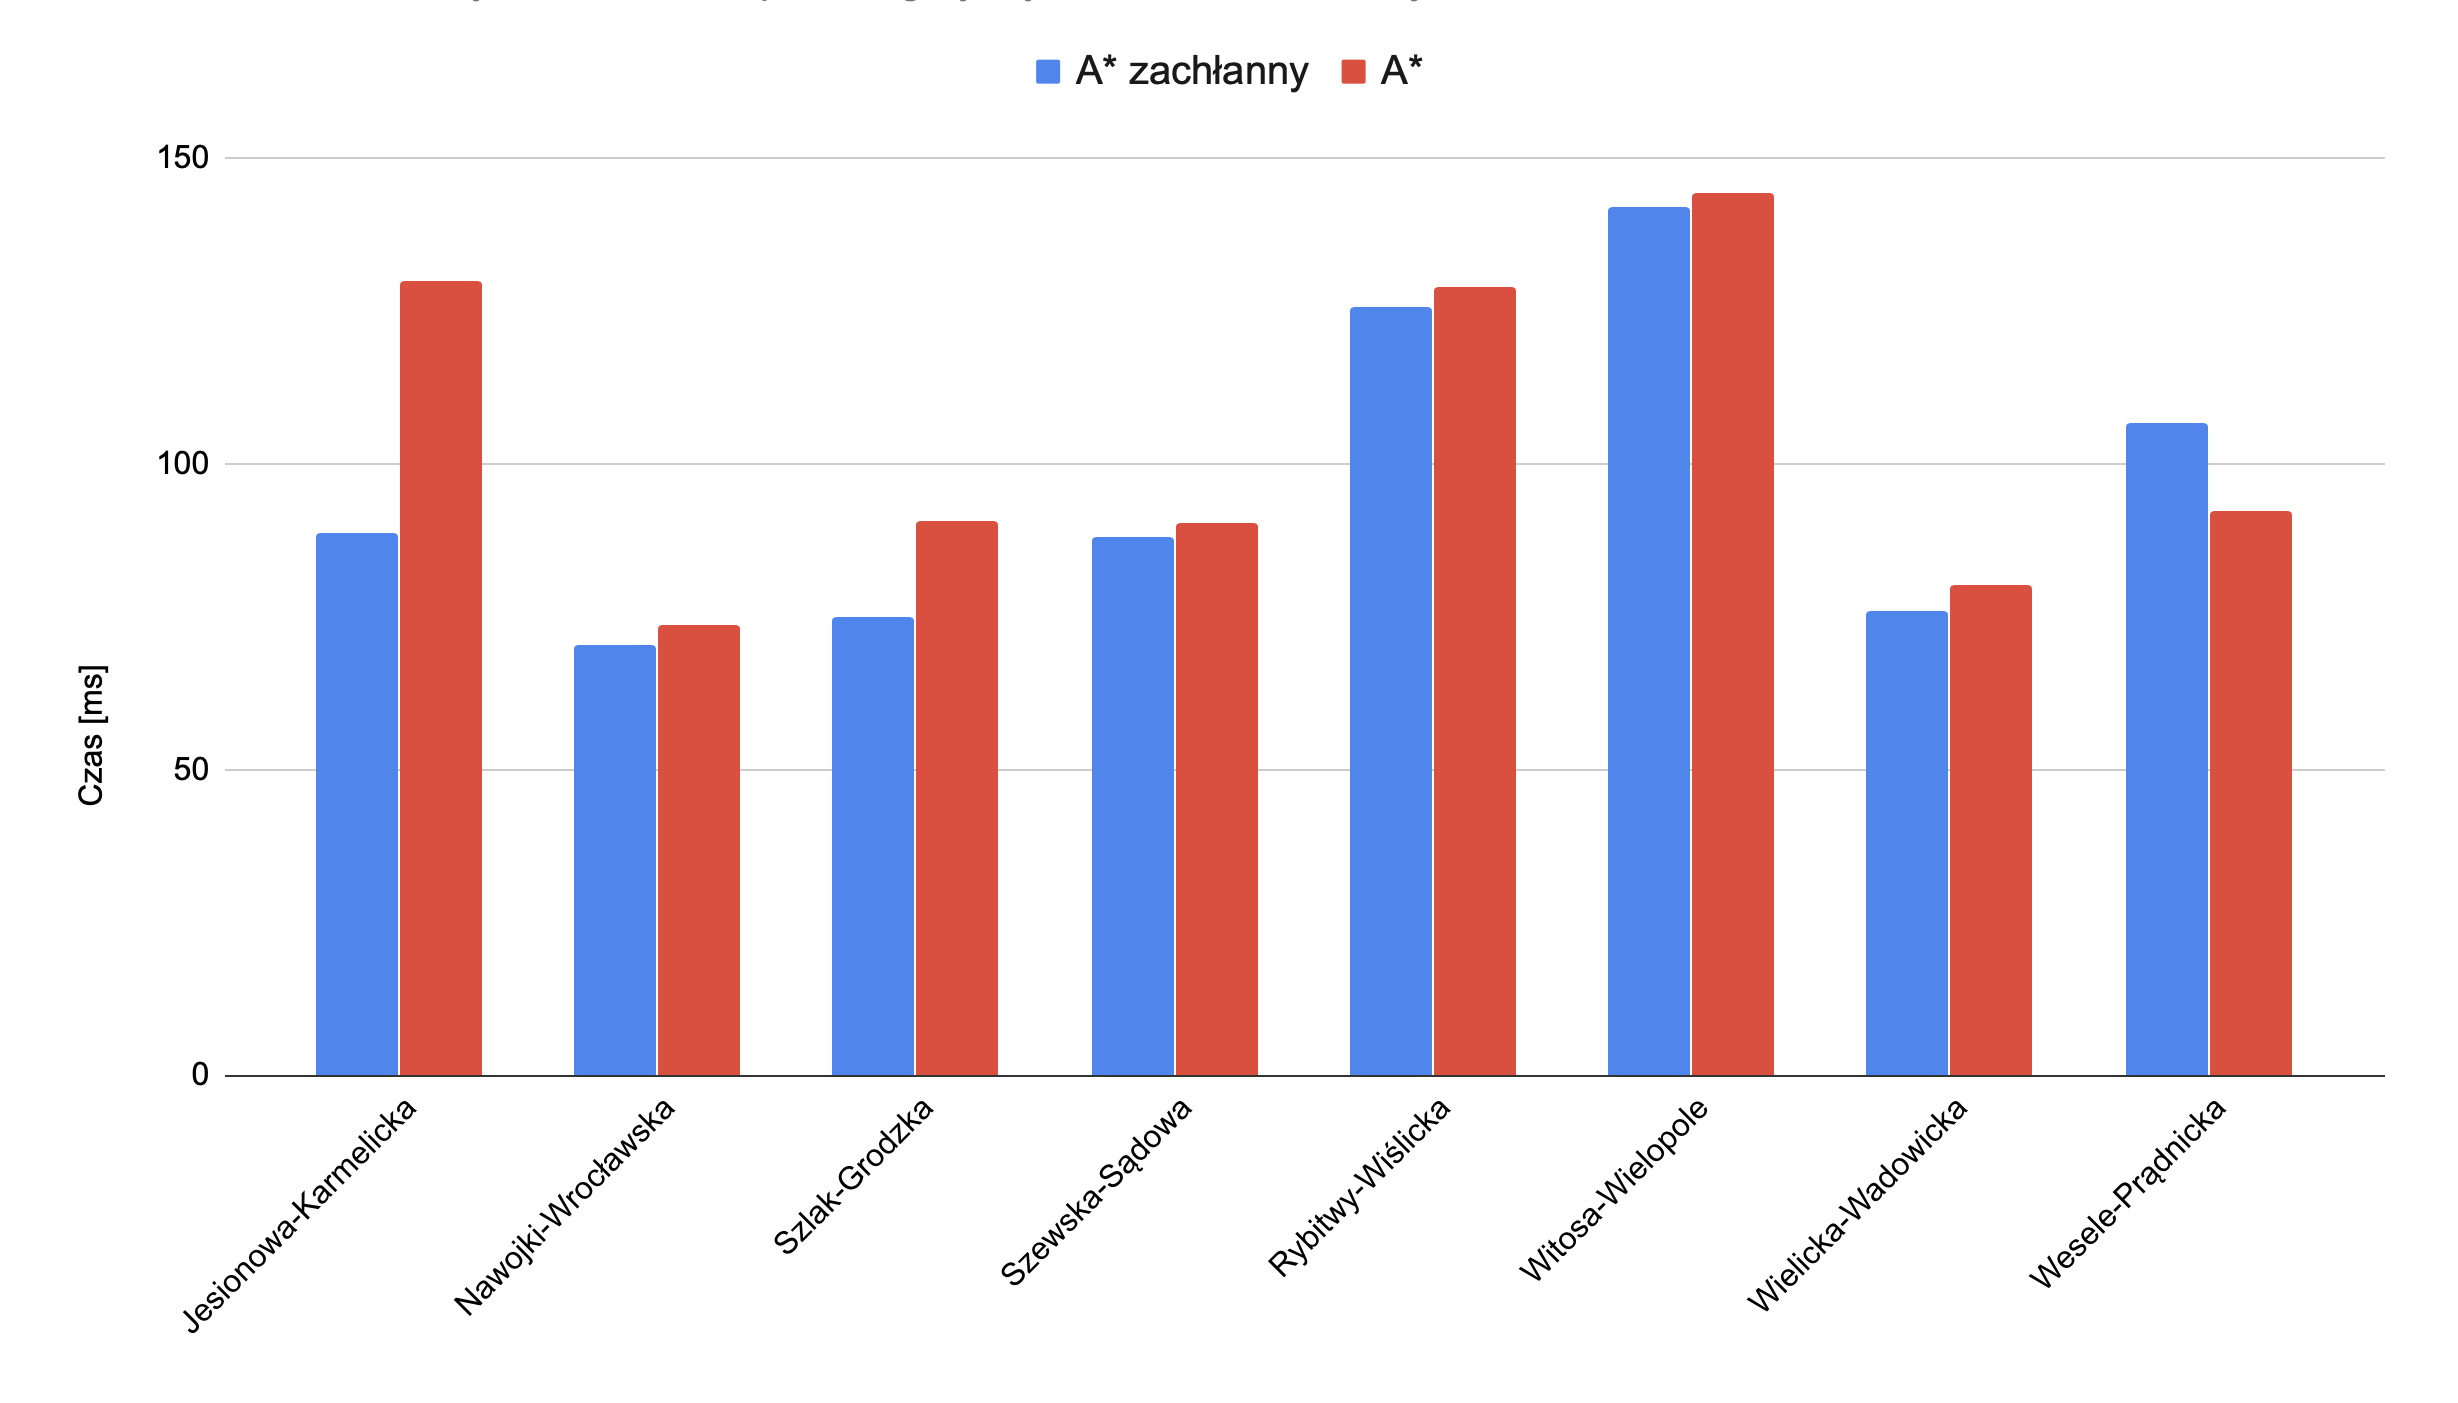 A* zachłanny A*
150
100
50
0
Czas [ms]
Jesionowa-Karmelicka
Nawojki-Wrocławska
Szlak-Grodzka
Szewska-Sądowa
Rybitwy-Wiślicka
Witosa-Wielopole
Wielicka-Wadowicka
Wesele-Prądnicka